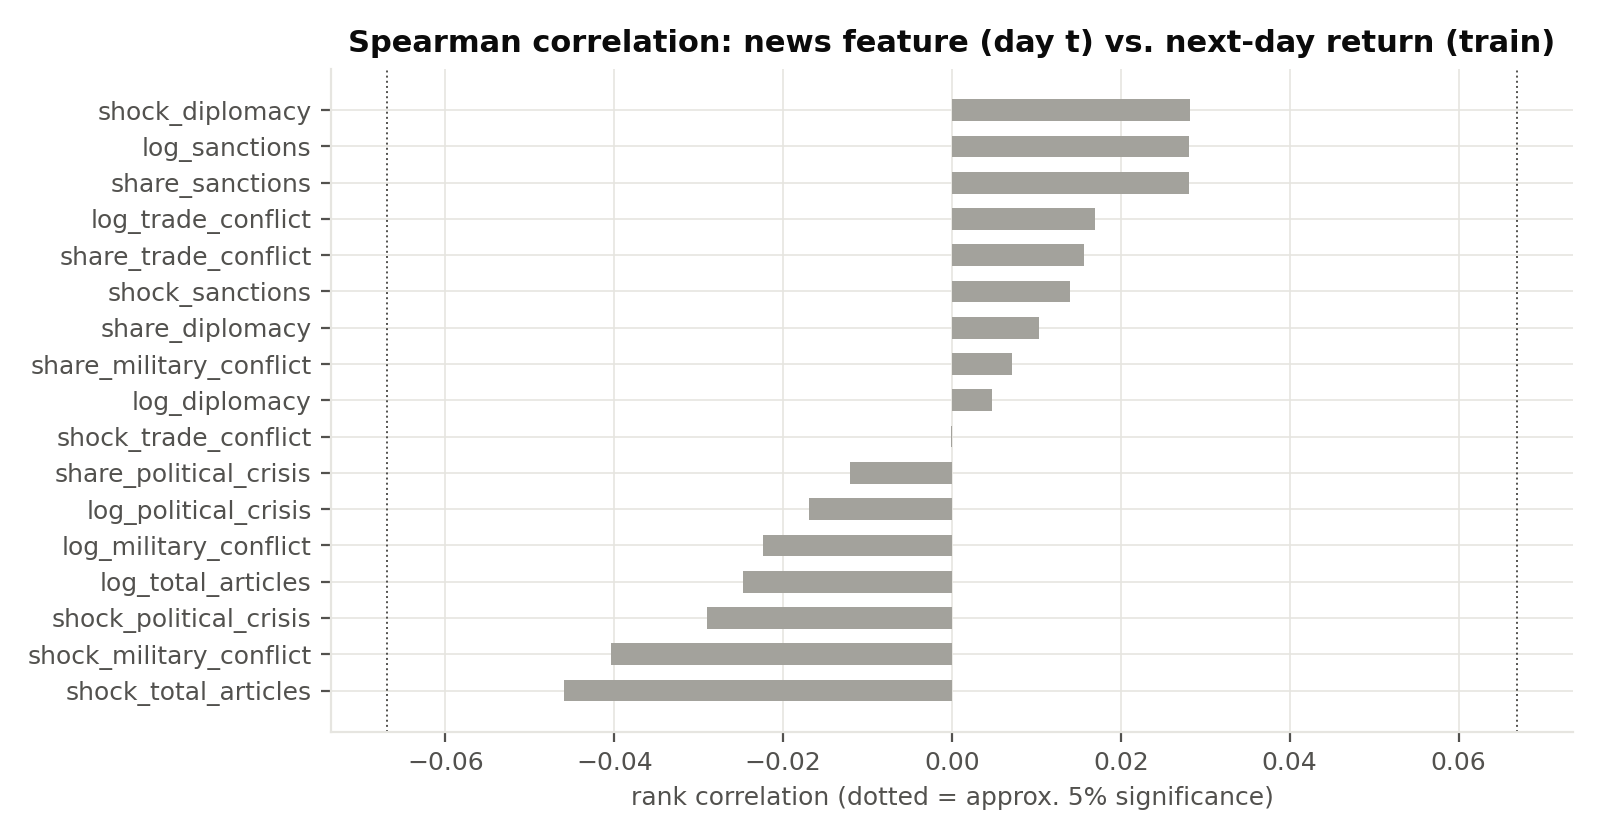 Spearman correlation: news feature (day t) vs. next-day return (train)
shock_diplomacy
log_sanctions
share_sanctions
log_trade_conflict
share_trade_conflict
shock_sanctions
share_diplomacy
share_military_conflict
log_diplomacy
shock_trade_conflict
share_political_crisis
log_political_crisis
log_military_conflict
log_total_articles
shock_political_crisis
shock_military_conflict
shock_total_articles
−0.06 −0.04 −0.02 0.00 0.02 0.04 0.06
rank correlation (dotted = approx. 5% significance)